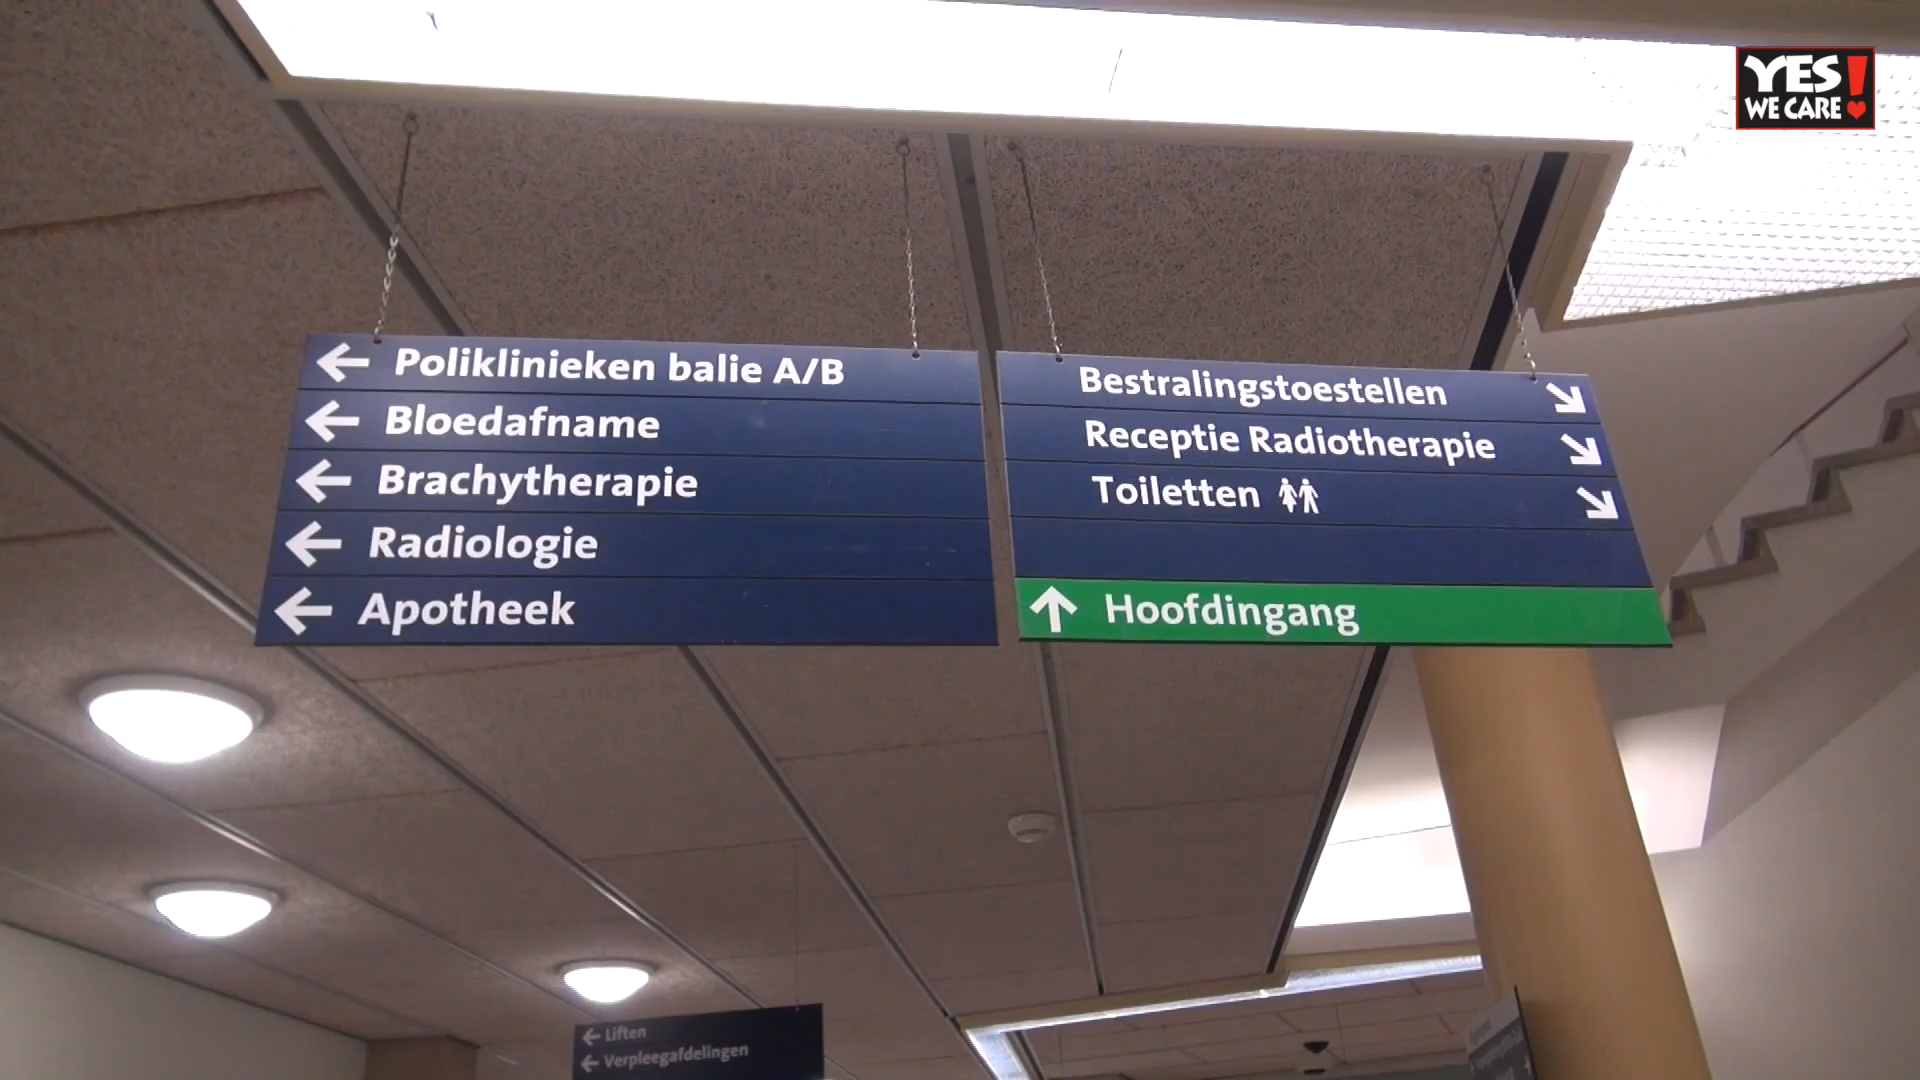 YES!
WE CARE
← Poliklinieken balie A/B
← Bloedafname
← Brachytherapie
← Radiologie
← Apotheek
Bestralingstoestellen ↘
Receptie Radiotherapie ↘
Toiletten ↘
↑ Hoofdingang
← Liften
← Verpleegafdelingen